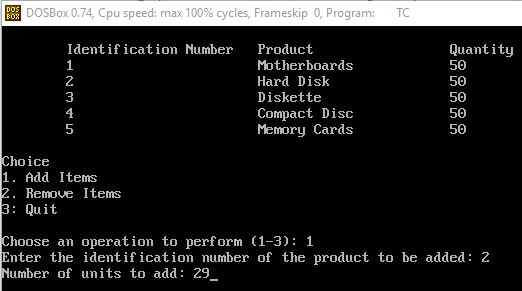 DOSBox 0.74, Cpu speed: max 100% cycles, Frameskip 0, Program: TC
Identification Number Product Quantity
1 Motherboards 50
2 Hard Disk 50
3 Diskette 50
4 Compact Disc 50
5 Memory Cards 50
Choice
1. Add Items
2. Remove Items
3: Quit
Choose an operation to perform (1-3): 1
Enter the identification number of the product to be added: 2
Number of units to add: 29_